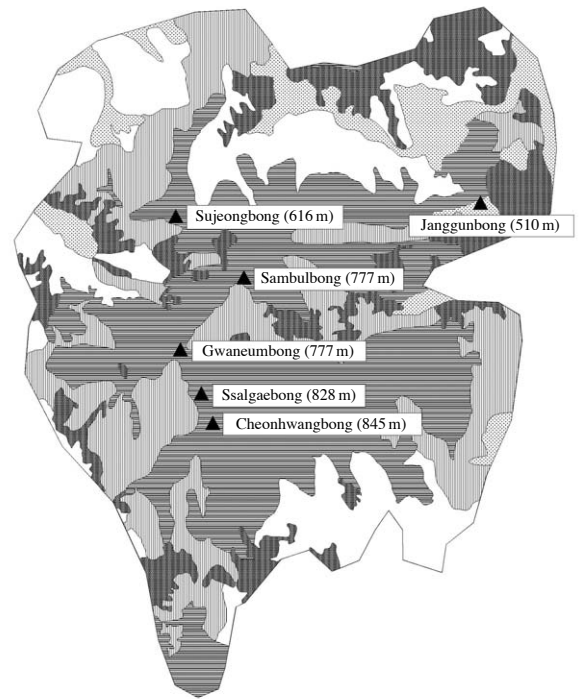 Sujeongbong (616 m)
Janggunbong (510 m)
Sambulbong (777 m)
Gwaneumbong (777 m)
Ssalgaebong (828 m)
Cheonhwangbong (845 m)